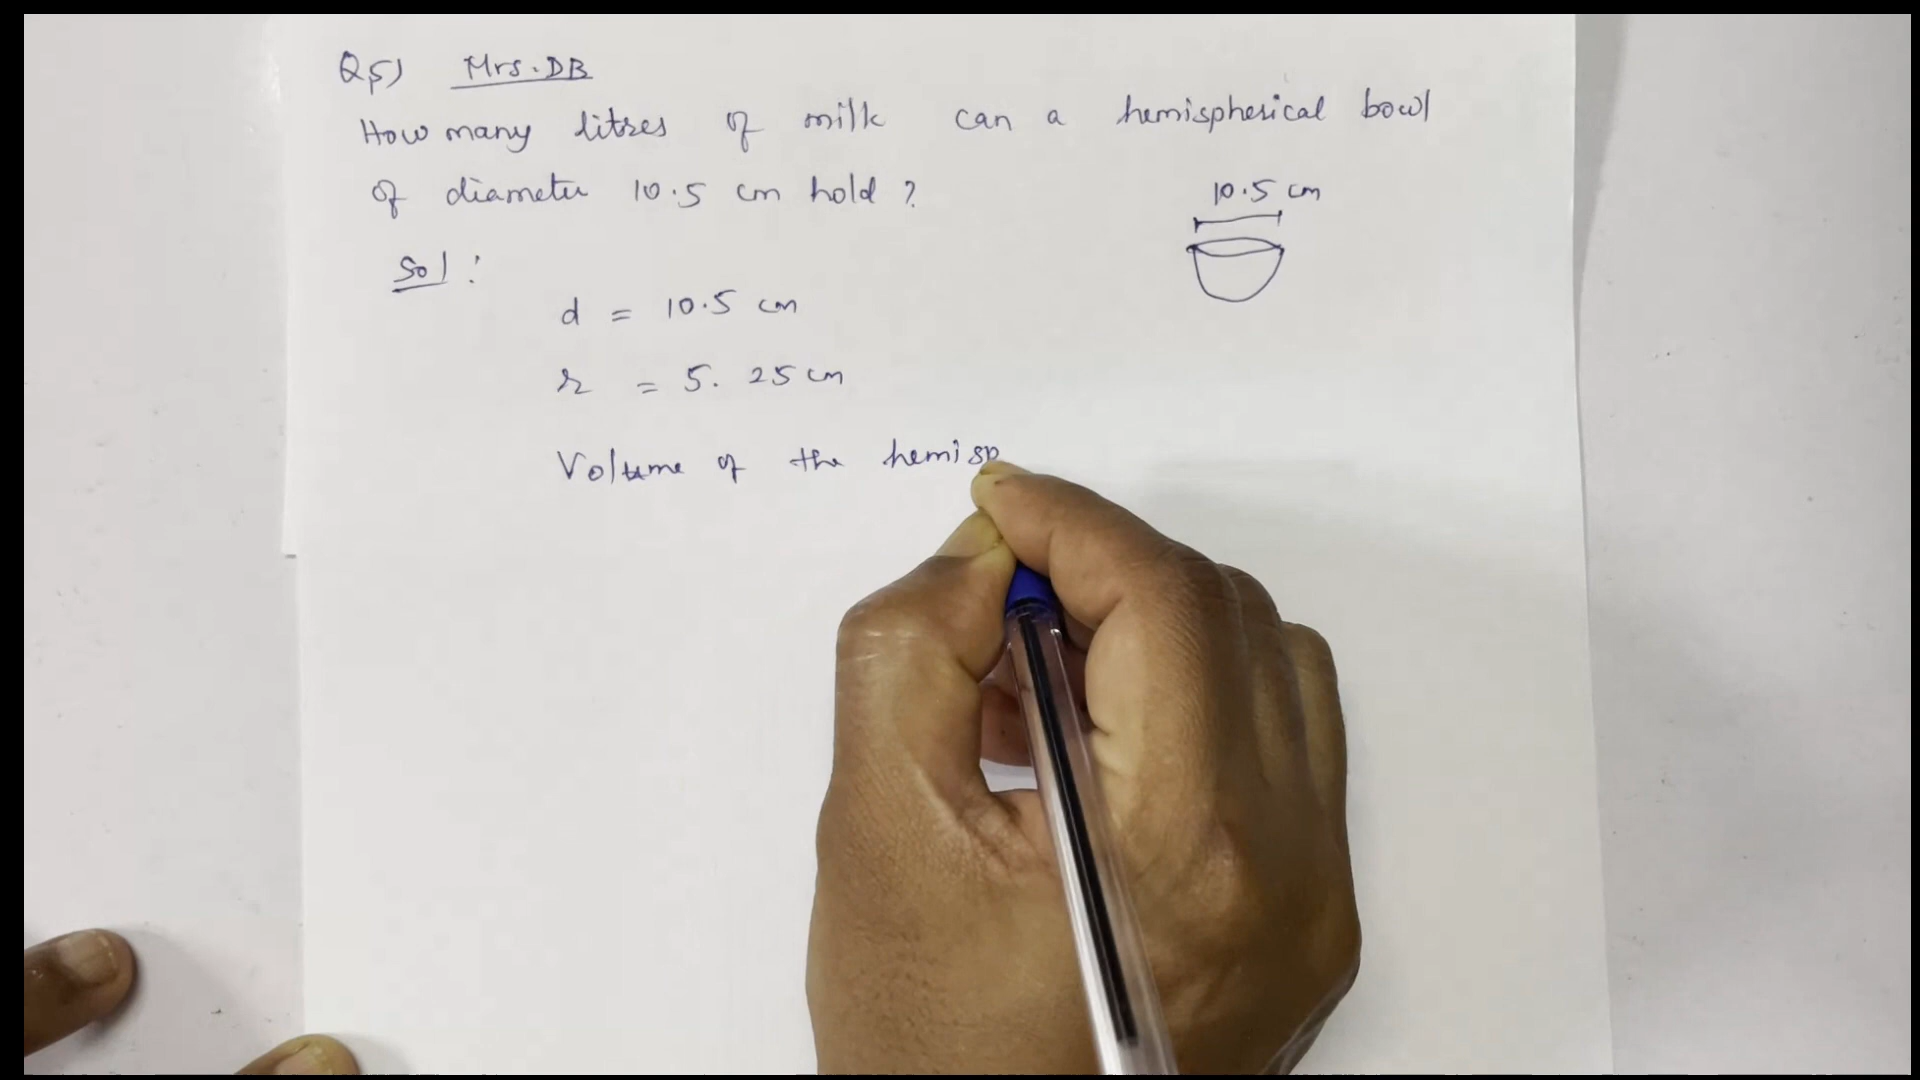 Q5) Mrs. DB
How many litres of milk can a hemispherical bowl
of diameter 10.5 cm hold ?
10.5 cm
Sol :
d = 10.5 cm
r = 5. 25 cm
Volume of the hemisp